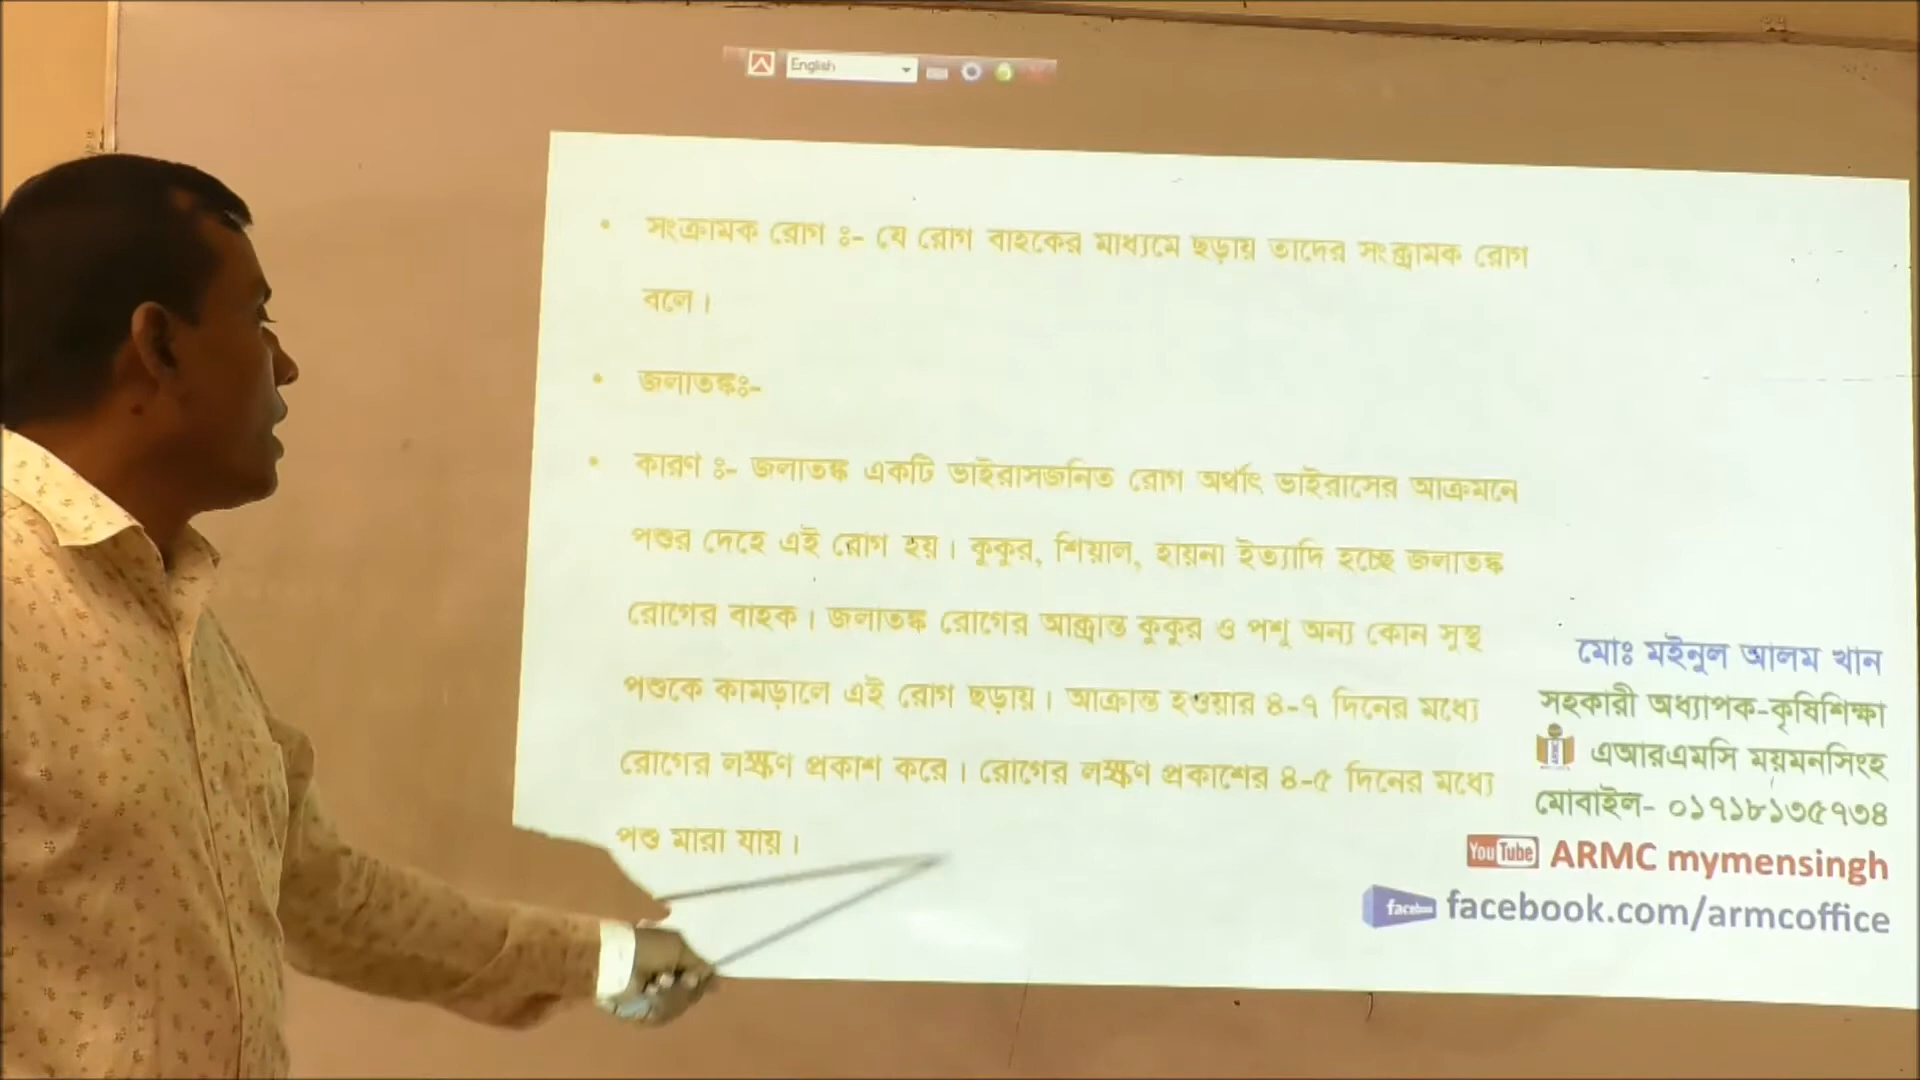 English
সংক্রামক রোগ ঃ- যে রোগ বাহকের মাধ্যমে ছড়ায় তাদের সংক্রামক রোগ
বলে।
জলাতঙ্কঃ-
কারণ ঃ- জলাতঙ্ক একটি ভাইরাসজনিত রোগ অর্থাৎ ভাইরাসের আক্রমনে
পশুর দেহে এই রোগ হয়। কুকুর, শিয়াল, হায়না ইত্যাদি হচ্ছে জলাতঙ্ক
রোগের বাহক। জলাতঙ্ক রোগের আক্রান্ত কুকুর ও পশূ অন্য কোন সূস্থ
পশুকে কামড়ালে এই রোগ ছড়ায়। আক্রান্ত হওয়ার ৪-৭ দিনের মধ্যে
রোগের লক্ষণ প্রকাশ করে। রোগের লক্ষণ প্রকাশের ৪-৫ দিনের মধ্যে
পশু মারা যায়।
মোঃ মইনুল আলম খান
সহকারী অধ্যাপক-কৃষিশিক্ষা
এআরএমসি ময়মনসিংহ
মোবাইল- ০১৭১৮১৩৫৭৩৪
YouTube ARMC mymensingh
facebook facebook.com/armcoffice